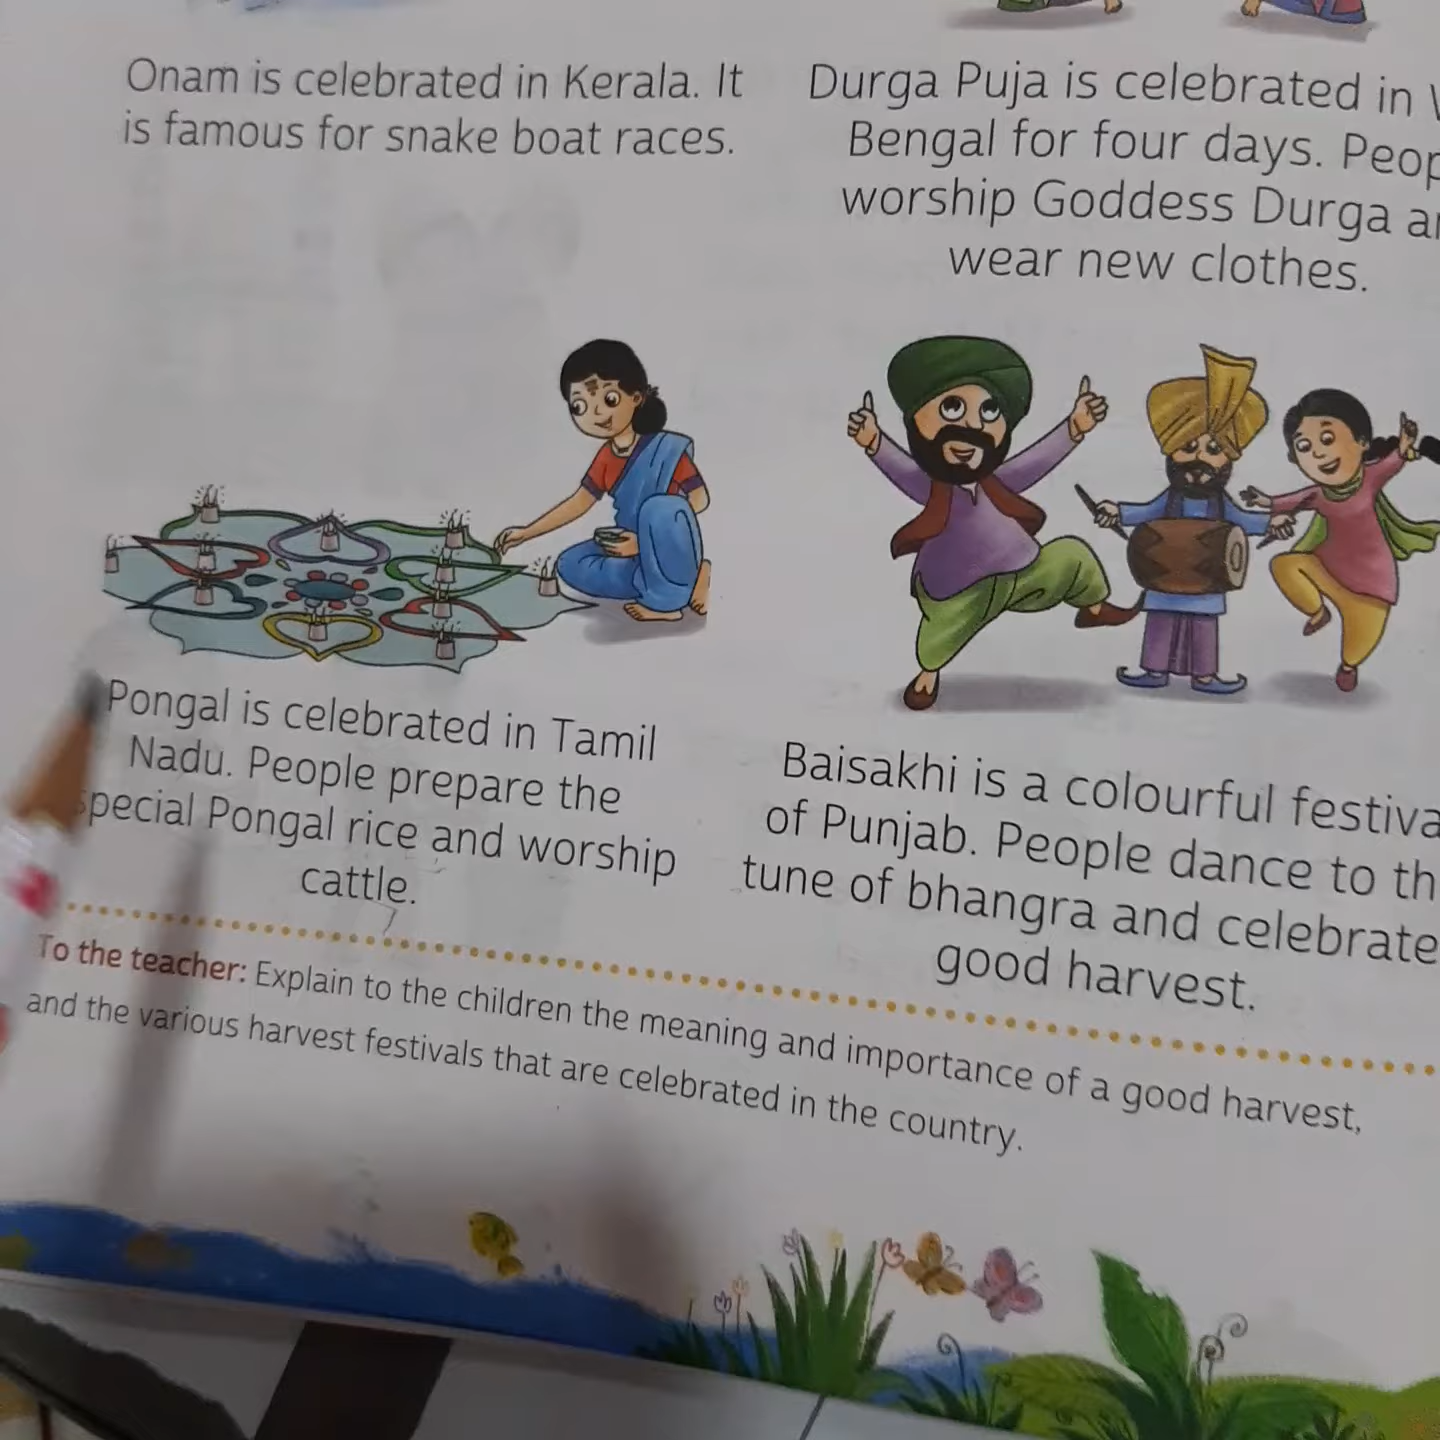 Onam is celebrated in Kerala. It
is famous for snake boat races.
Durga Puja is celebrated in
Bengal for four days.
worship Goddess Durga
wear new clothes.
Pongal is celebrated in Tamil
Nadu. People prepare the
special Pongal rice and worship
cattle.
Baisakhi is a colourful
of Punjab. People dance to
tune of bhangra and celebrate
good harvest.
To the teacher: Explain to the children the meaning and importance of a good harvest,
and the various harvest festivals that are celebrated in the country.